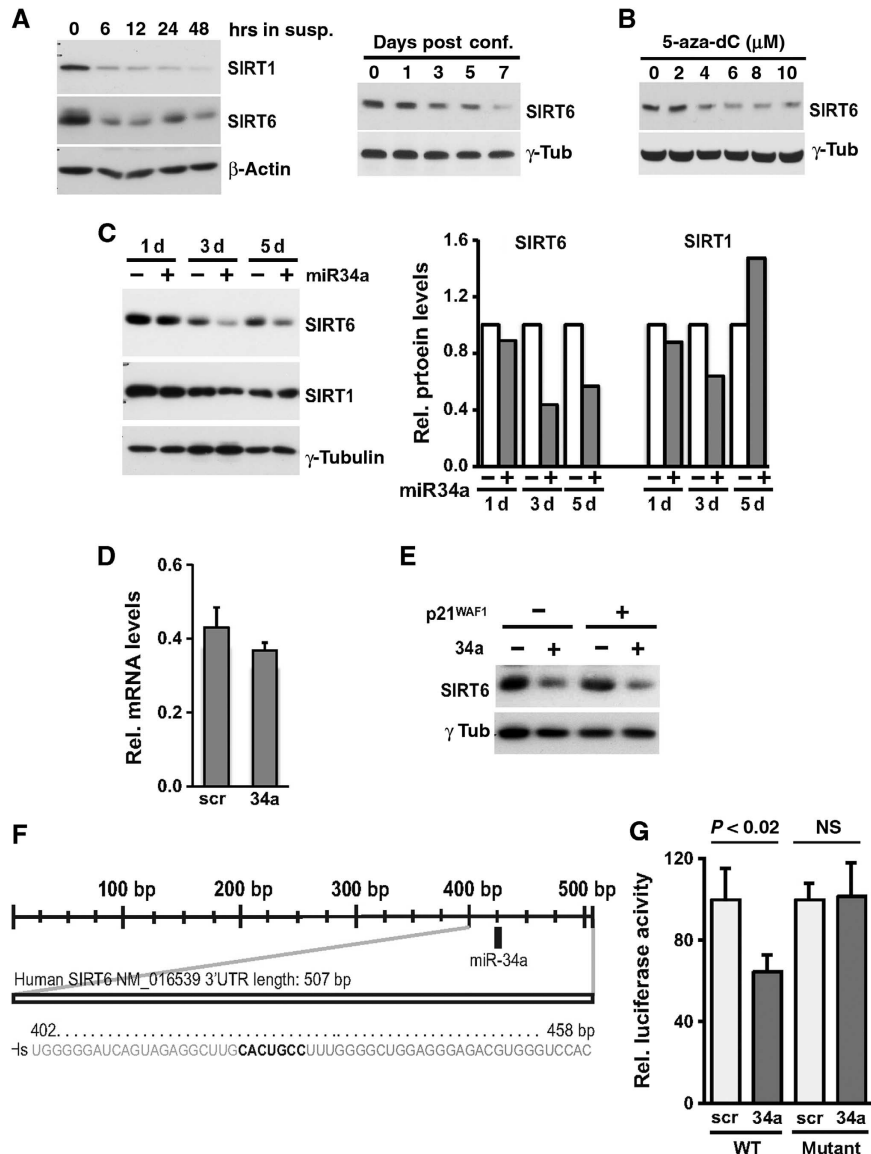 A
0 6 12 24 48 hrs in susp.
SIRT1
SIRT6
β-Actin
Days post conf.
0 1 3 5 7
SIRT6
γ-Tub
B
5-aza-dC (μM)
0 2 4 6 8 10
SIRT6
γ-Tub
C
1 d 3 d 5 d
− + − + − + miR34a
SIRT6
SIRT1
γ-Tubulin
Rel. prtoein levels
1.6
1.2
0.8
0.4
0.0
SIRT6 SIRT1
miR34a − + − + − + − + − + − +
1 d 3 d 5 d 1 d 3 d 5 d
D
Rel. mRNA levels
0.6
0.4
0.2
0.0
scr 34a
E
p21WAF1 − +
34a − + − +
SIRT6
γ Tub
F
100 bp 200 bp 300 bp 400 bp 500 bp
miR-34a
Human SIRT6 NM_016539 3'UTR length: 507 bp
402 458 bp
Hs UGGGGGAUCAGUAGAGGCUUGCACUGCCUUUGGGGCUGGAGGGAGACGUGGGUCCAC
G
P < 0.02 NS
Rel. luciferase acivity
120
80
40
0
scr 34a scr 34a
WT Mutant